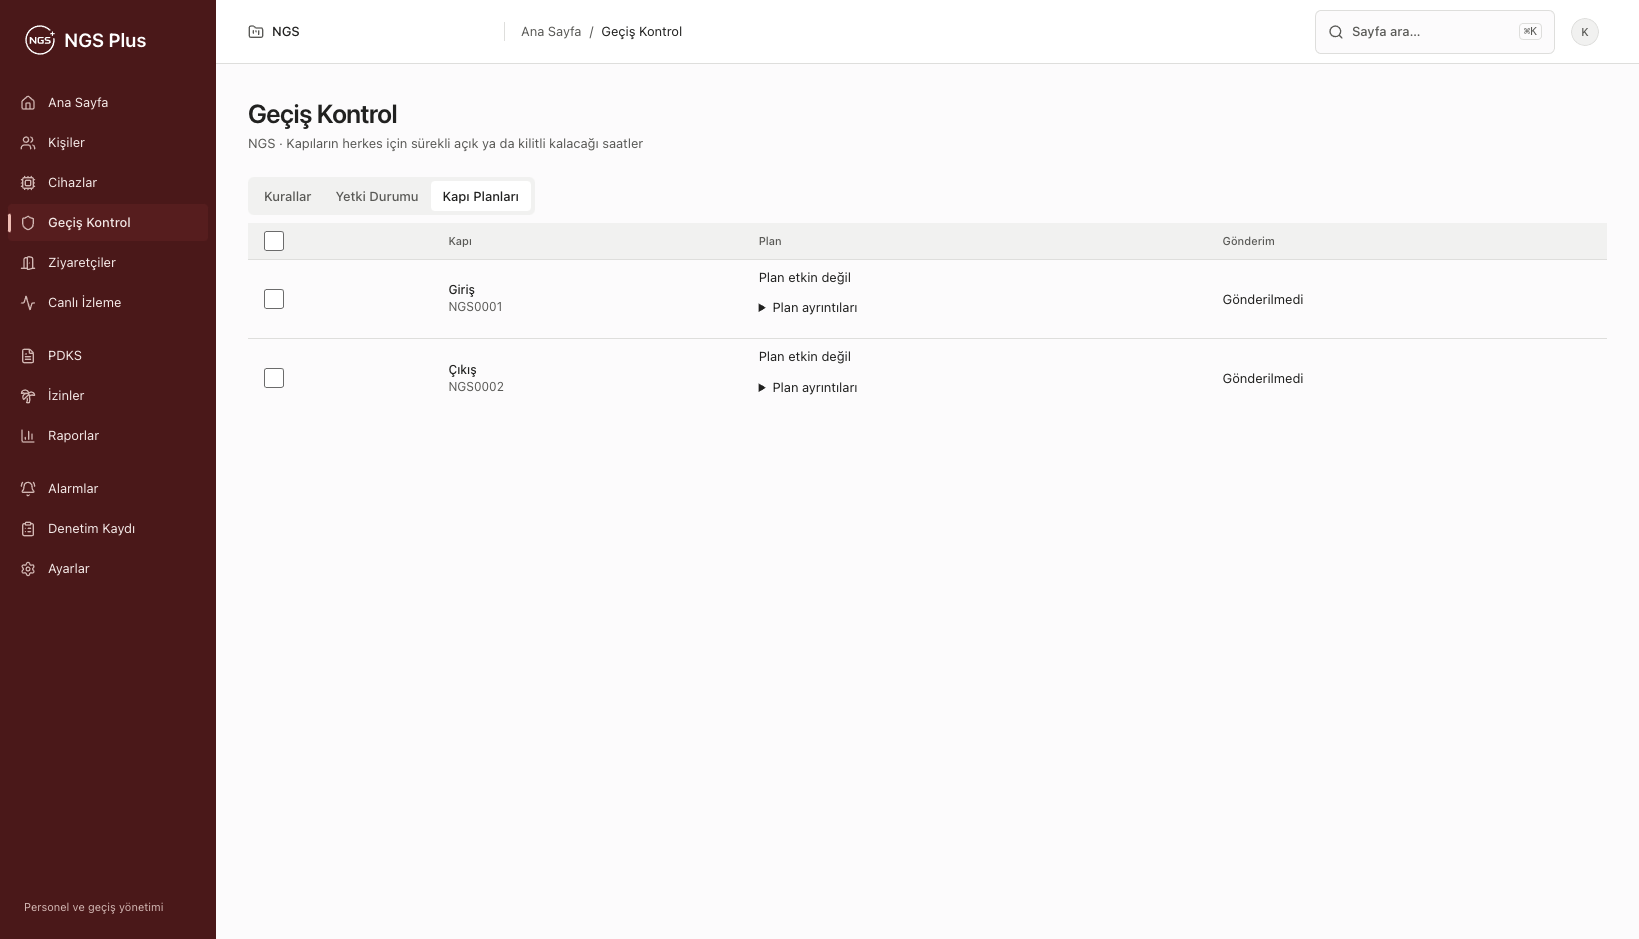 NGS NGS Plus
Ana Sayfa
Kişiler
Cihazlar
Geçiş Kontrol
Ziyaretçiler
Canlı İzleme
PDKS
İzinler
Raporlar
Alarmlar
Denetim Kaydı
Ayarlar
Personel ve geçiş yönetimi
NGS
Ana Sayfa / Geçiş Kontrol
Sayfa ara... ⌘K
K
Geçiş Kontrol
NGS · Kapıların herkes için sürekli açık ya da kilitli kalacağı saatler
Kurallar Yetki Durumu Kapı Planları
Kapı Plan Gönderim
Giriş
NGS0001
Plan etkin değil
Plan ayrıntıları
Gönderilmedi
Çıkış
NGS0002
Plan etkin değil
Plan ayrıntıları
Gönderilmedi